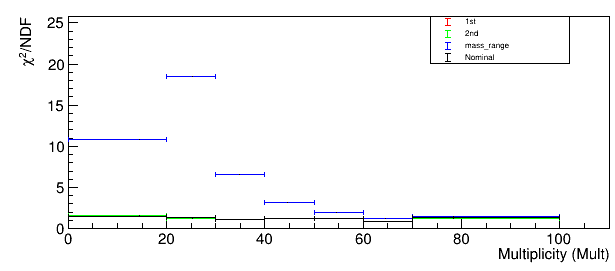 χ²/NDF
25
20
15
10
5
0
0 20 40 60 80 100
Multiplicity (Mult)
1st
2nd
mass_range
Nominal